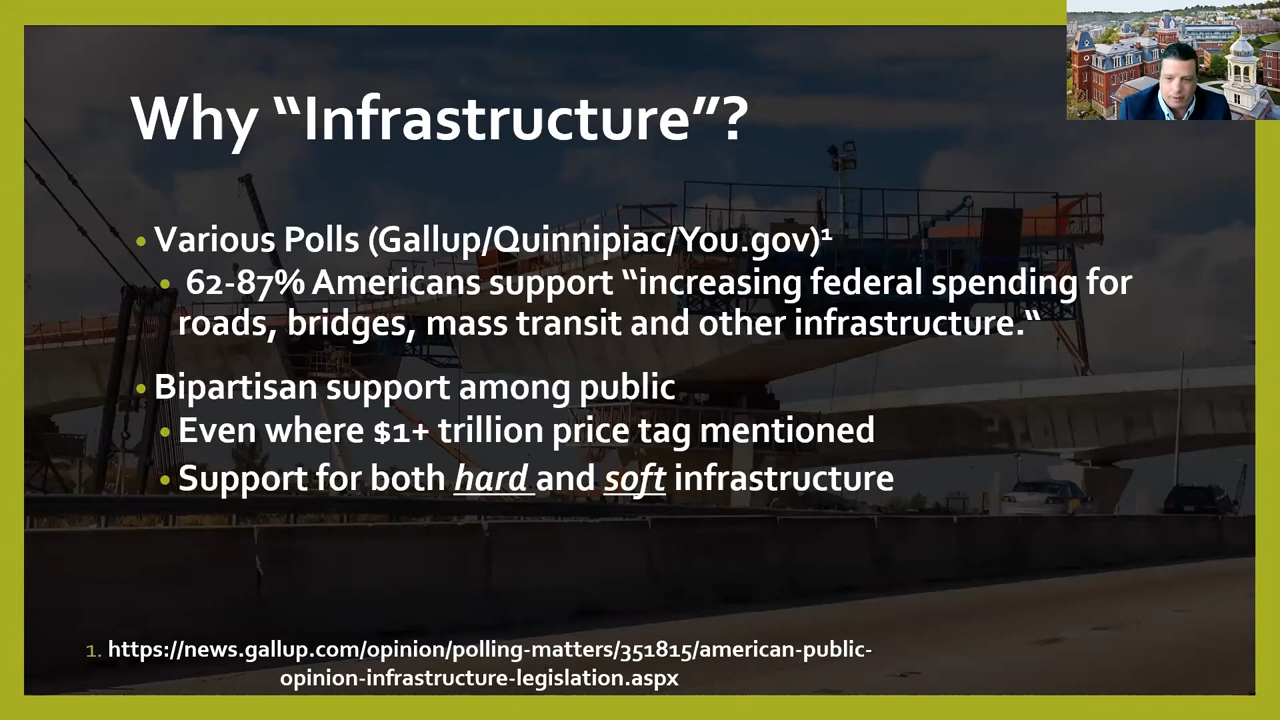 Why “Infrastructure”?
• Various Polls (Gallup/Quinnipiac/You.gov)¹
• 62-87% Americans support “increasing federal spending for
roads, bridges, mass transit and other infrastructure.“
• Bipartisan support among public
• Even where $1+ trillion price tag mentioned
• Support for both hard and soft infrastructure
1. https://news.gallup.com/opinion/polling-matters/351815/american-public-
opinion-infrastructure-legislation.aspx